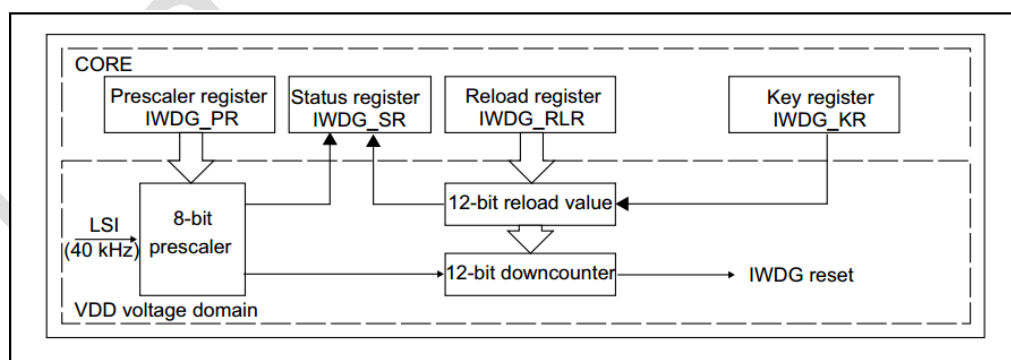 CORE
Prescaler register
IWDG_PR
Status register
IWDG_SR
Reload register
IWDG_RLR
Key register
IWDG_KR
LSI
(40 kHz)
8-bit
prescaler
12-bit reload value
12-bit downcounter
IWDG reset
VDD voltage domain